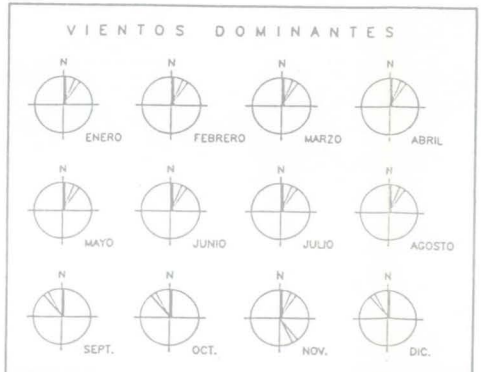 VIENTOS DOMINANTES
N N N N
ENERO FEBRERO MARZO ABRIL
N N N N
MAYO JUNIO JULIO AGOSTO
N N N N
SEPT. OCT. NOV. DIC.